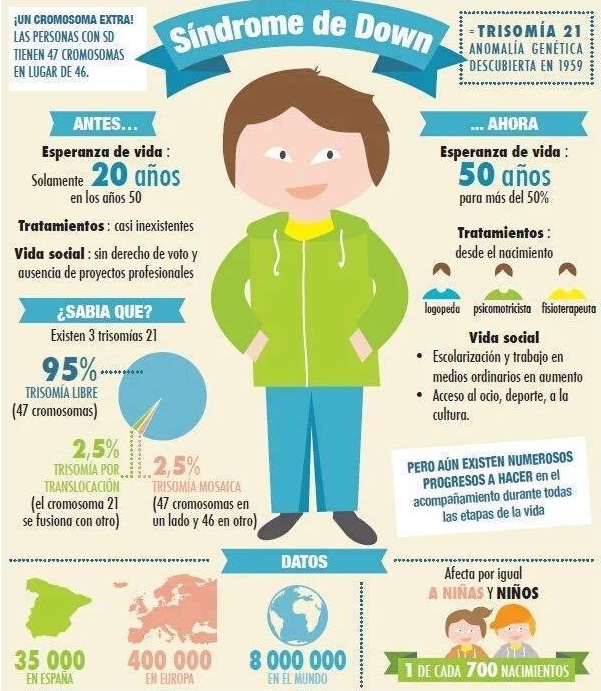 ¡UN CROMOSOMA EXTRA!
LAS PERSONAS CON SD
TIENEN 47 CROMOSOMAS
EN LUGAR DE 46.
Síndrome de Down
= TRISOMÍA 21
ANOMALÍA GENÉTICA
DESCUBIERTA EN 1959
ANTES...
Esperanza de vida :
Solamente 20 años
en los años 50
Tratamientos : casi inexistentes
Vida social : sin derecho de voto y
ausencia de proyectos profesionales
... AHORA
Esperanza de vida :
50 años
para más del 50%
Tratamientos :
desde el nacimiento
logopeda psicomotricista fisioterapeuta
Vida social
• Escolarización y trabajo en
medios ordinarios en aumento
• Acceso al ocio, deporte, a la
cultura.
¿SABIA QUE?
Existen 3 trisomías 21
95%
TRISOMÍA LIBRE
(47 cromosomas)
2,5%
TRISOMÍA POR
TRANSLOCACIÓN
(el cromosoma 21
se fusiona con otro)
2,5%
TRISOMÍA MOSAICA
(47 cromosomas en
un lado y 46 en otro)
PERO AÚN EXISTEN NUMEROSOS
PROGRESOS A HACER en el
acompañamiento durante todas
las etapas de la vida
DATOS
35 000
EN ESPAÑA
400 000
EN EUROPA
8 000 000
EN EL MUNDO
Afecta por igual
A NIÑAS Y NIÑOS
1 DE CADA 700 NACIMIENTOS